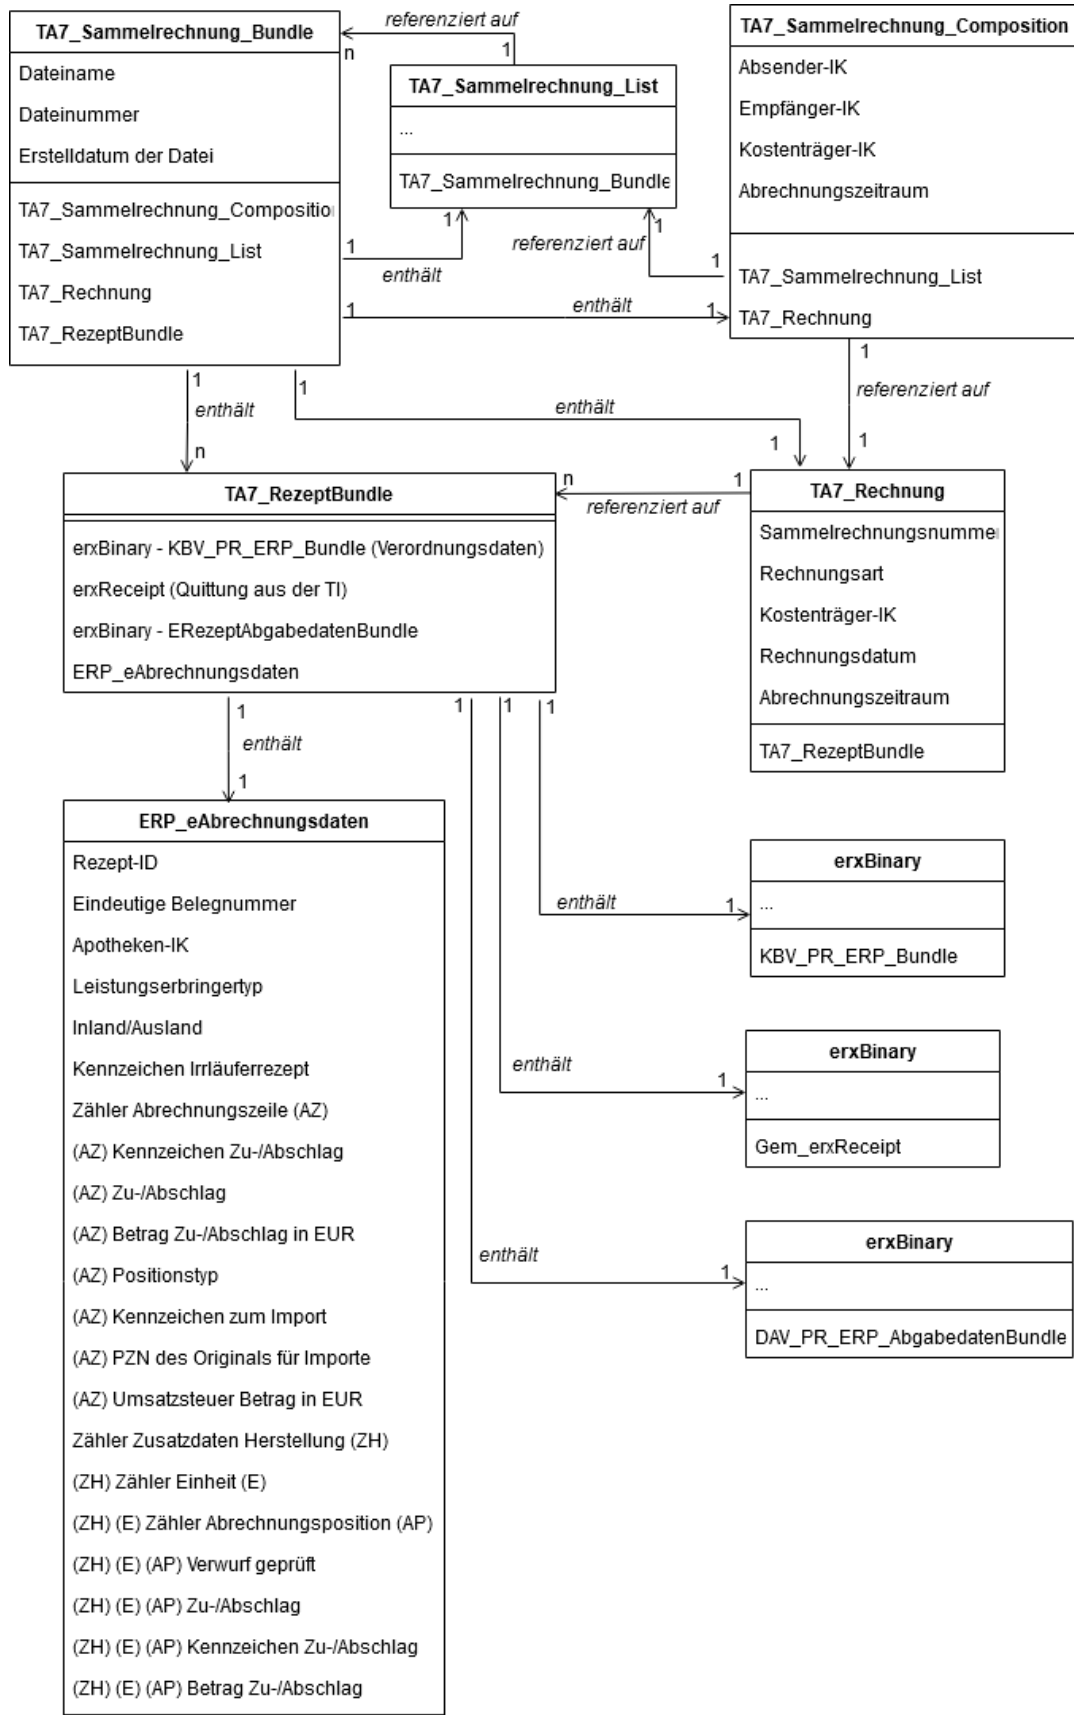 TA7_Sammelrechnung_Bundle
Dateiname
Dateinummer
Erstelldatum der Datei
TA7_Sammelrechnung_Compositio
TA7_Sammelrechnung_List
TA7_Rechnung
TA7_RezeptBundle
referenziert auf
n
1
TA7_Sammelrechnung_List
...
TA7_Sammelrechnung_Bundle
TA7_Sammelrechnung_Composition
Absender-IK
Empfänger-IK
Kostenträger-IK
Abrechnungszeitraum
TA7_Sammelrechnung_List
TA7_Rechnung
1
1
enthält
1
referenziert auf
1
1
enthält
1
1
enthält
n
1
enthält
1
1
referenziert auf
1
TA7_RezeptBundle
erxBinary - KBV_PR_ERP_Bundle (Verordnungsdaten)
erxReceipt (Quittung aus der TI)
erxBinary - ERezeptAbgabedatenBundle
ERP_eAbrechnungsdaten
n
1
referenziert auf
TA7_Rechnung
Sammelrechnungsnumme
Rechnungsart
Kostenträger-IK
Rechnungsdatum
Abrechnungszeitraum
TA7_RezeptBundle
1
enthält
1
1
1
1
ERP_eAbrechnungsdaten
Rezept-ID
Eindeutige Belegnummer
Apotheken-IK
Leistungserbringertyp
Inland/Ausland
Kennzeichen Irrläuferrezept
Zähler Abrechnungszeile (AZ)
(AZ) Kennzeichen Zu-/Abschlag
(AZ) Zu-/Abschlag
(AZ) Betrag Zu-/Abschlag in EUR
(AZ) Positionstyp
(AZ) Kennzeichen zum Import
(AZ) PZN des Originals für Importe
(AZ) Umsatzsteuer Betrag in EUR
Zähler Zusatzdaten Herstellung (ZH)
(ZH) Zähler Einheit (E)
(ZH) (E) Zähler Abrechnungsposition (AP)
(ZH) (E) (AP) Verwurf geprüft
(ZH) (E) (AP) Zu-/Abschlag
(ZH) (E) (AP) Kennzeichen Zu-/Abschlag
(ZH) (E) (AP) Betrag Zu-/Abschlag
enthält
1
erxBinary
...
KBV_PR_ERP_Bundle
enthält
1
erxBinary
...
Gem_erxReceipt
enthält
1
erxBinary
...
DAV_PR_ERP_AbgabedatenBundle